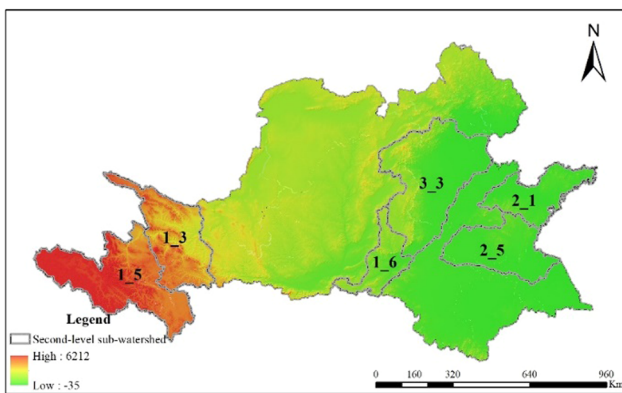 N
3_3
2_1
1_3
2_5
1_6
1_5
Legend
Second-level sub-watershed
High : 6212
Low : -35
0 160 320 640 960
Km